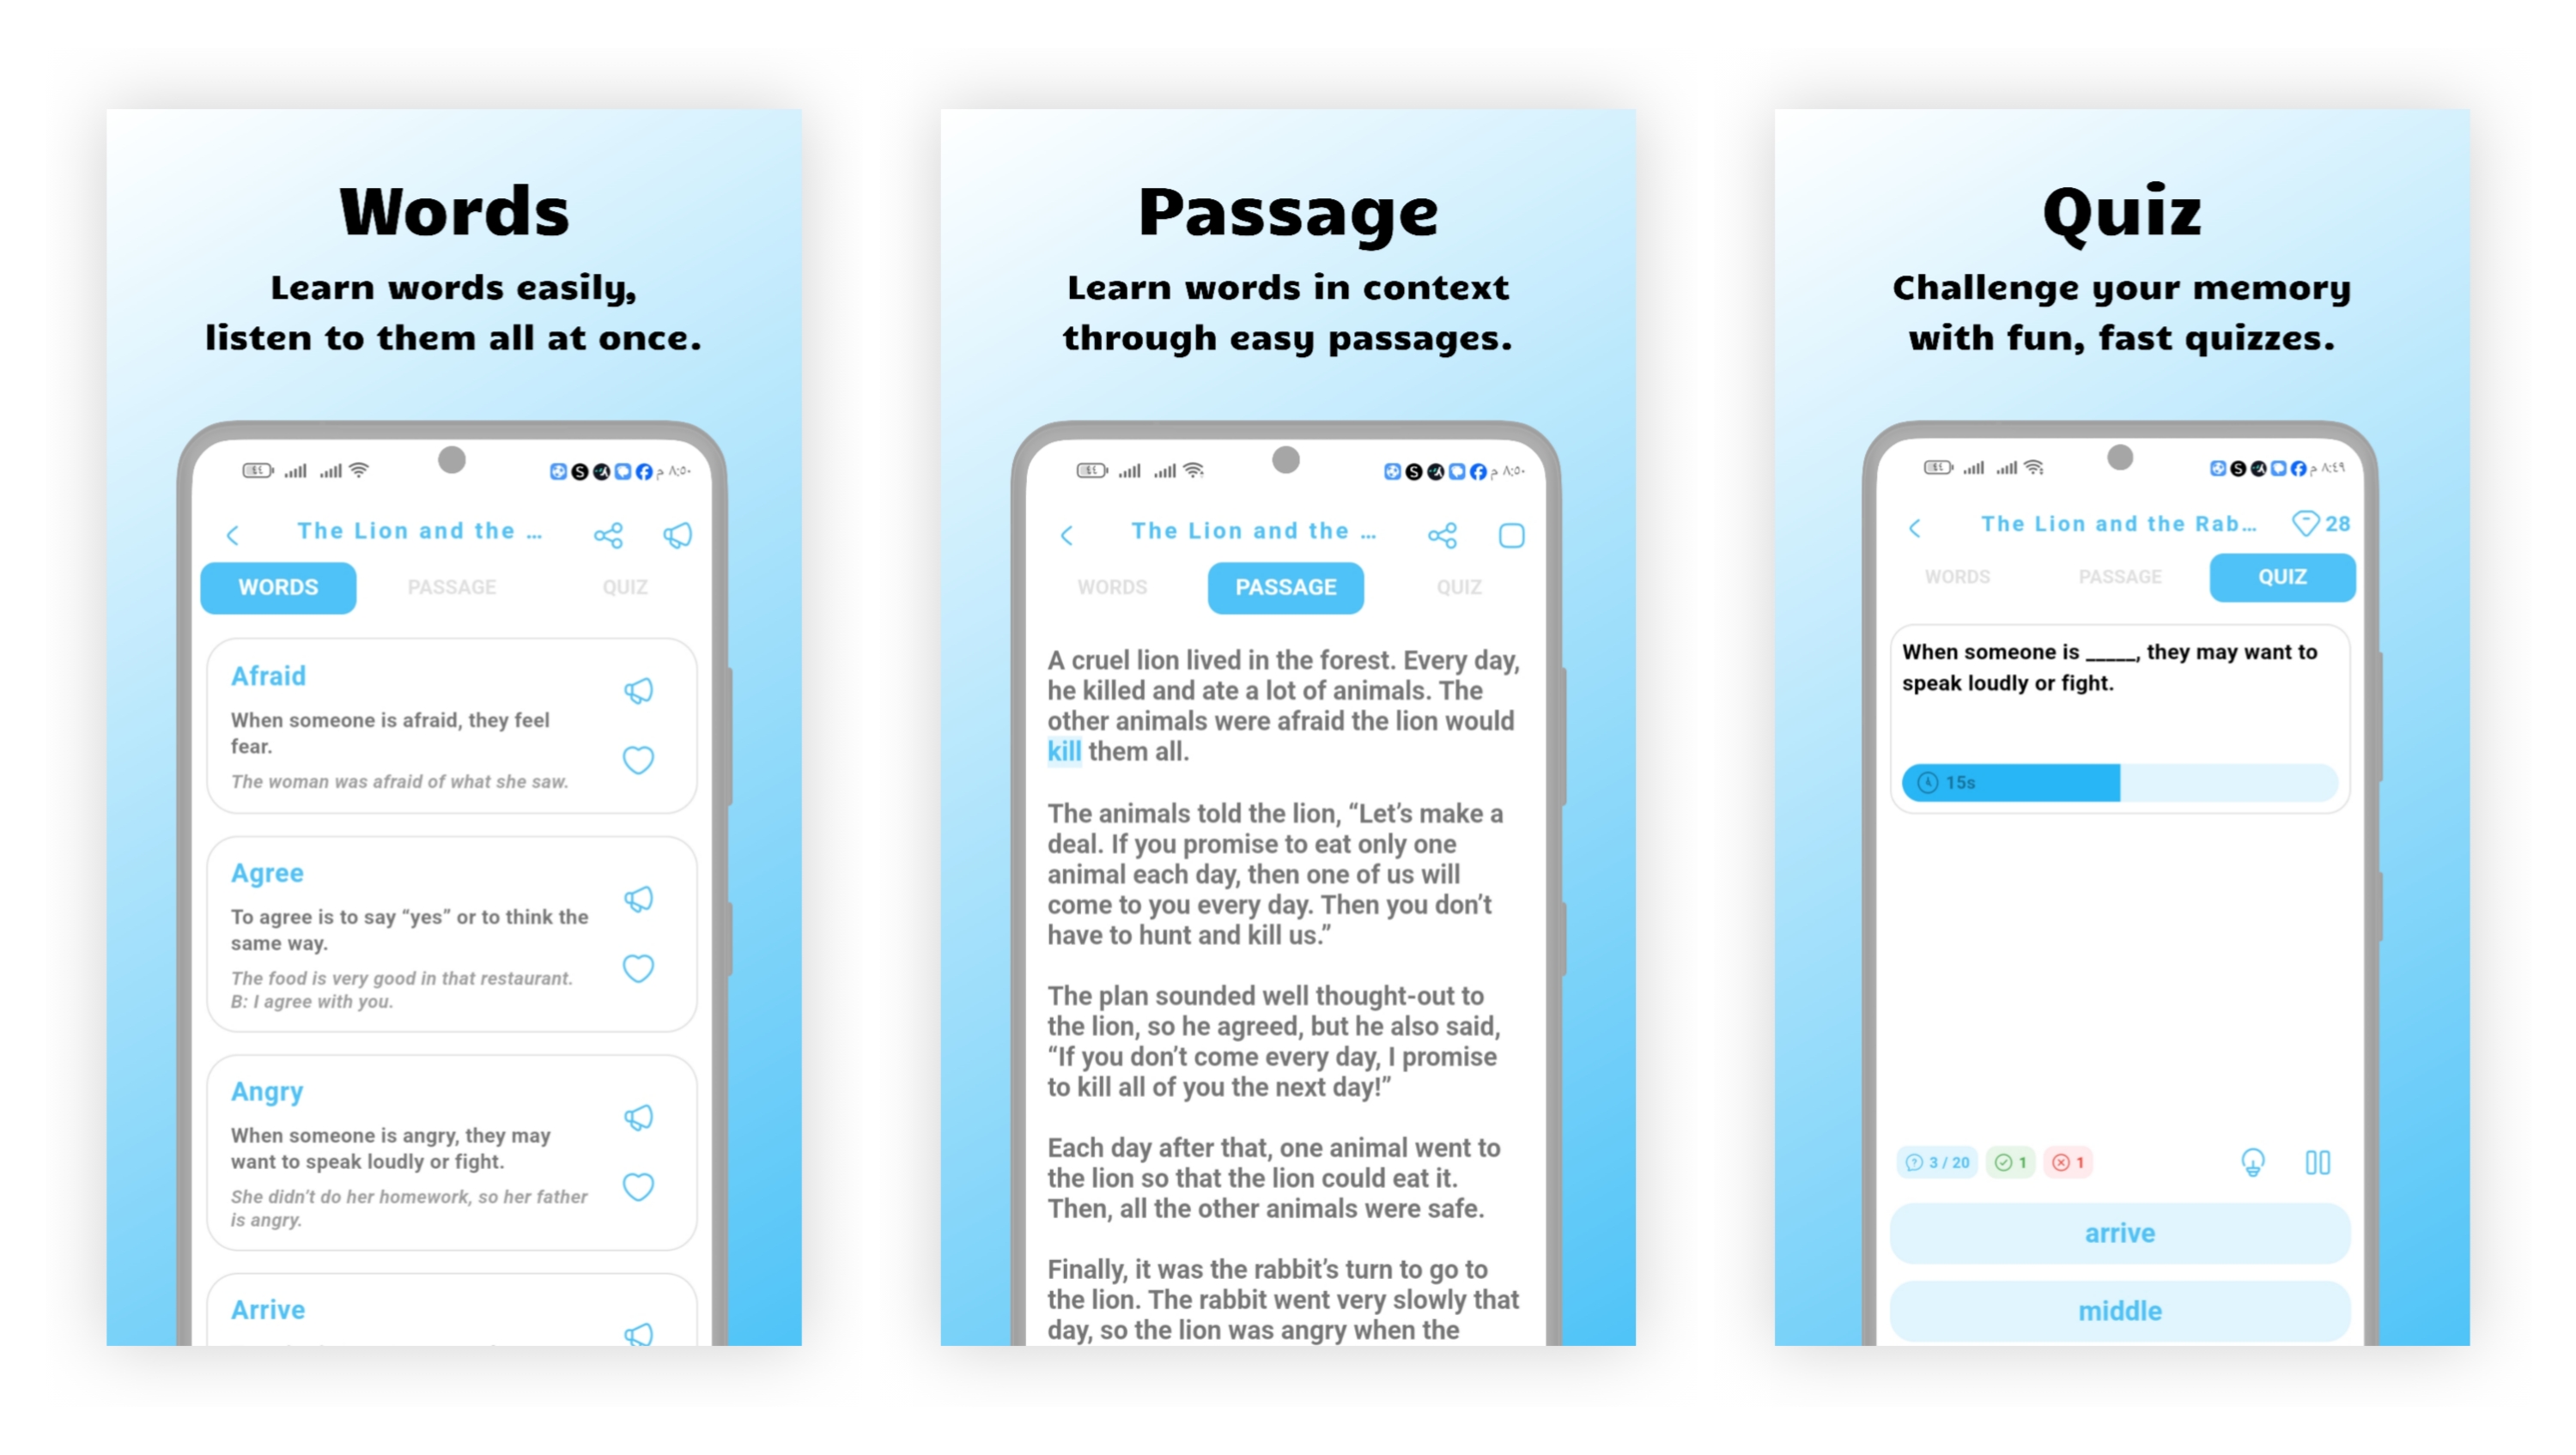 Words
Learn words easily,
listen to them all at once.
٤٤
م ٨:٥٠
The Lion and the ...
WORDS
PASSAGE
QUIZ
Afraid
When someone is afraid, they feel
fear.
The woman was afraid of what she saw.
Agree
To agree is to say “yes” or to think the
same way.
The food is very good in that restaurant.
B: I agree with you.
Angry
When someone is angry, they may
want to speak loudly or fight.
She didn’t do her homework, so her father
is angry.
Arrive
Passage
Learn words in context
through easy passages.
٤٤
م ٨:٥٠
The Lion and the ...
WORDS
PASSAGE
QUIZ
A cruel lion lived in the forest. Every day,
he killed and ate a lot of animals. The
other animals were afraid the lion would
kill them all.
The animals told the lion, “Let’s make a
deal. If you promise to eat only one
animal each day, then one of us will
come to you every day. Then you don’t
have to hunt and kill us.”
The plan sounded well thought-out to
the lion, so he agreed, but he also said,
“If you don’t come every day, I promise
to kill all of you the next day!”
Each day after that, one animal went to
the lion so that the lion could eat it.
Then, all the other animals were safe.
Finally, it was the rabbit’s turn to go to
the lion. The rabbit went very slowly that
day, so the lion was angry when the
Quiz
Challenge your memory
with fun, fast quizzes.
٤٤
م ٨:٤٩
The Lion and the Rab...
28
WORDS
PASSAGE
QUIZ
When someone is _____, they may want to
speak loudly or fight.
15s
3 / 20
1
1
arrive
middle